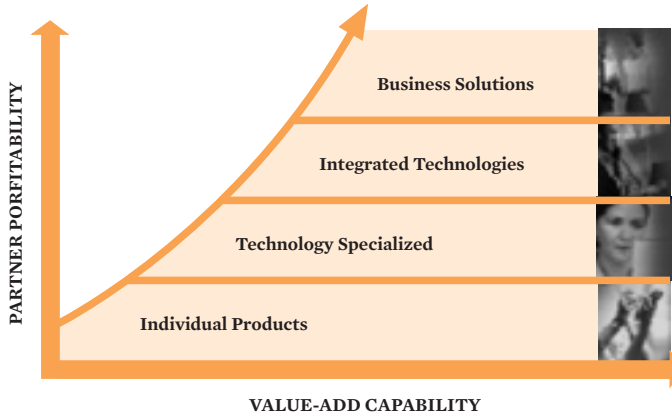 PARTNER PORFITABILITY
Business Solutions
Integrated Technologies
Technology Specialized
Individual Products
VALUE-ADD CAPABILITY